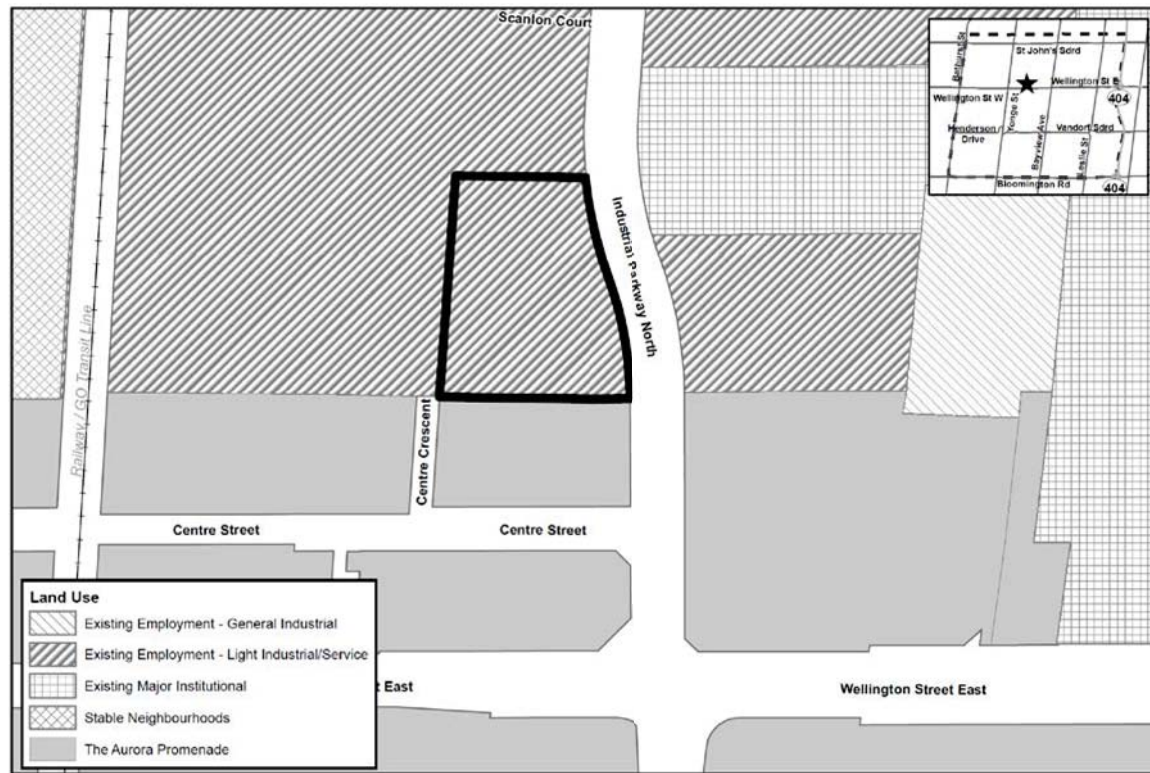 Scanlon Court
Bathurst St
St John's Sdrd
Wellington St E
Wellington St W
404
Yonge St
Henderson
Drive
Vandorf Sdrd
Bayview Ave
Leslie St
Bloomington Rd
404
Industrial Parkway North
Railway / GO Transit Line
Centre Crescent
Centre Street
Centre Street
t East
Wellington Street East
Land Use
Existing Employment - General Industrial
Existing Employment - Light Industrial/Service
Existing Major Institutional
Stable Neighbourhoods
The Aurora Promenade